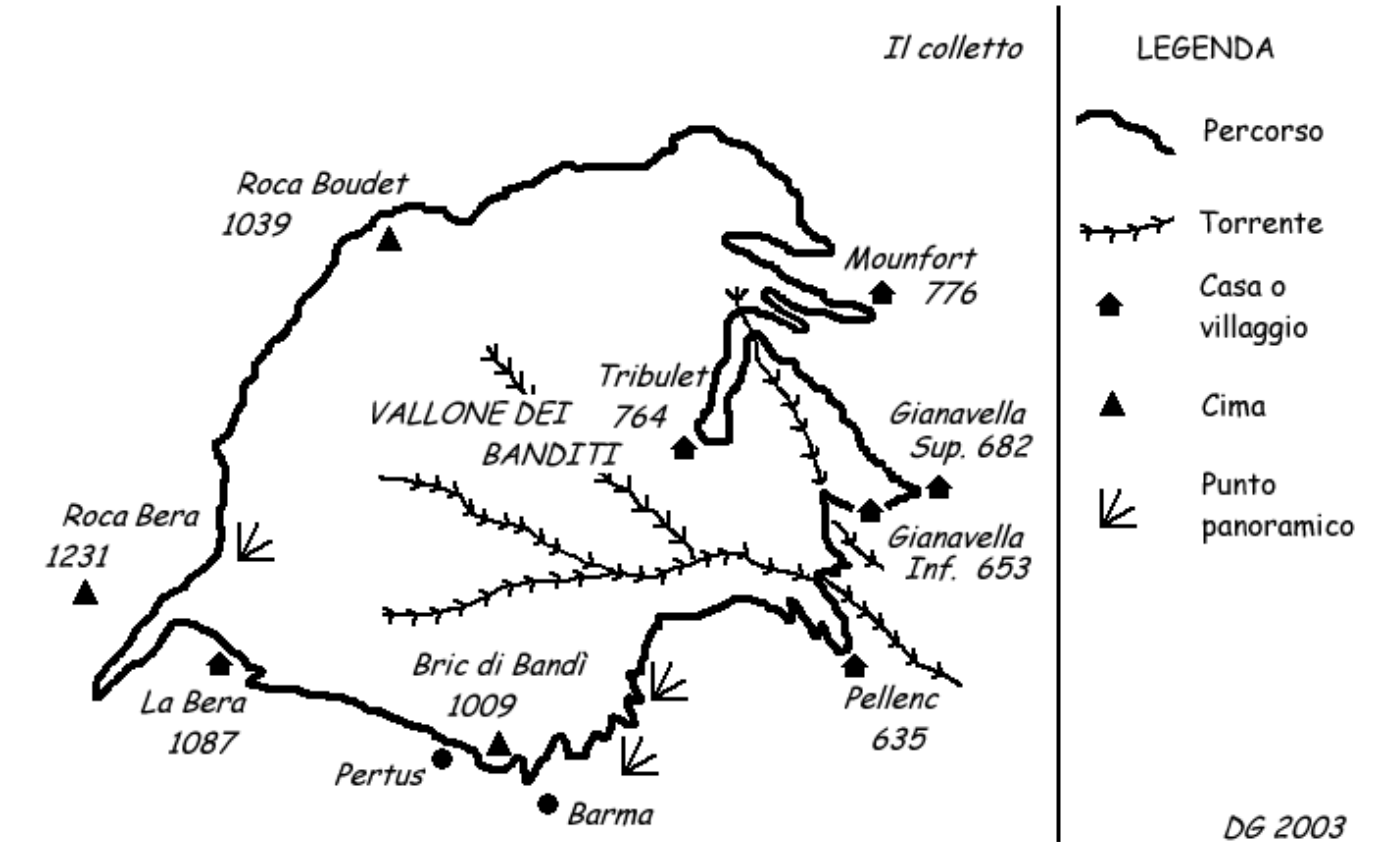 Il colletto
Roca Boudet
1039
Mounfort
776
Tribulet
764
VALLONE DEI
BANDITI
Gianavella
Sup. 682
Roca Bera
1231
Gianavella
Inf. 653
Bric di Bandì
1009
La Bera
1087
Pellenc
635
Pertus
Barma
LEGENDA
Percorso
Torrente
Casa o
villaggio
Cima
Punto
panoramico
DG 2003